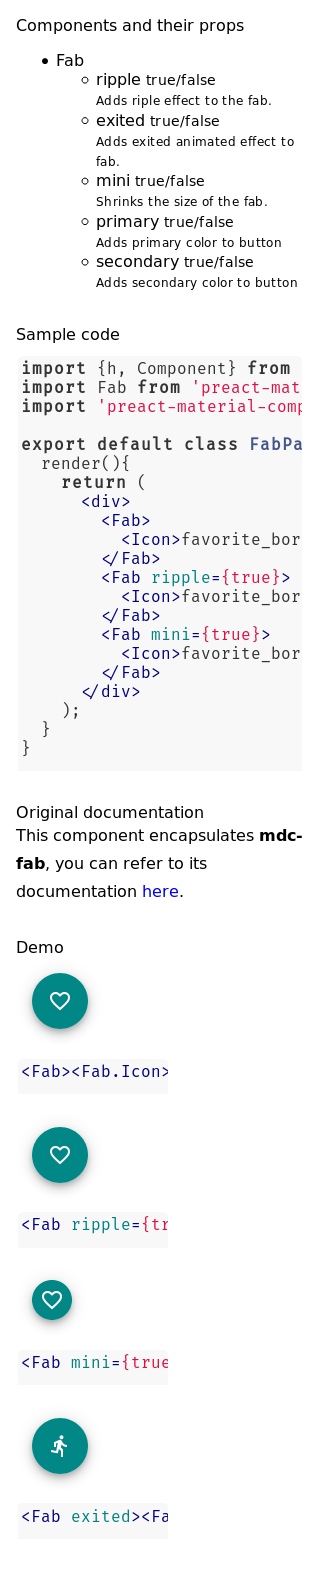 Components and their props
Fab
ripple true/false
Adds riple effect to the fab.
exited true/false
Adds exited animated effect to
fab.
mini true/false
Shrinks the size of the fab.
primary true/false
Adds primary color to button
secondary true/false
Adds secondary color to button
Sample code
import {h, Component} from
import Fab from 'preact-mat
import 'preact-material-comp
export default class FabPa
render(){
return (
<div>
<Fab>
<Icon>favorite_bor
</Fab>
<Fab ripple={true}>
<Icon>favorite_bor
</Fab>
<Fab mini={true}>
<Icon>favorite_bor
</Fab>
</div>
);
}
}
Original documentation
This component encapsulates mdc-
fab, you can refer to its
documentation here.
Demo
<Fab><Fab.Icon>
<Fab ripple={tr
<Fab mini={true
<Fab exited><Fa